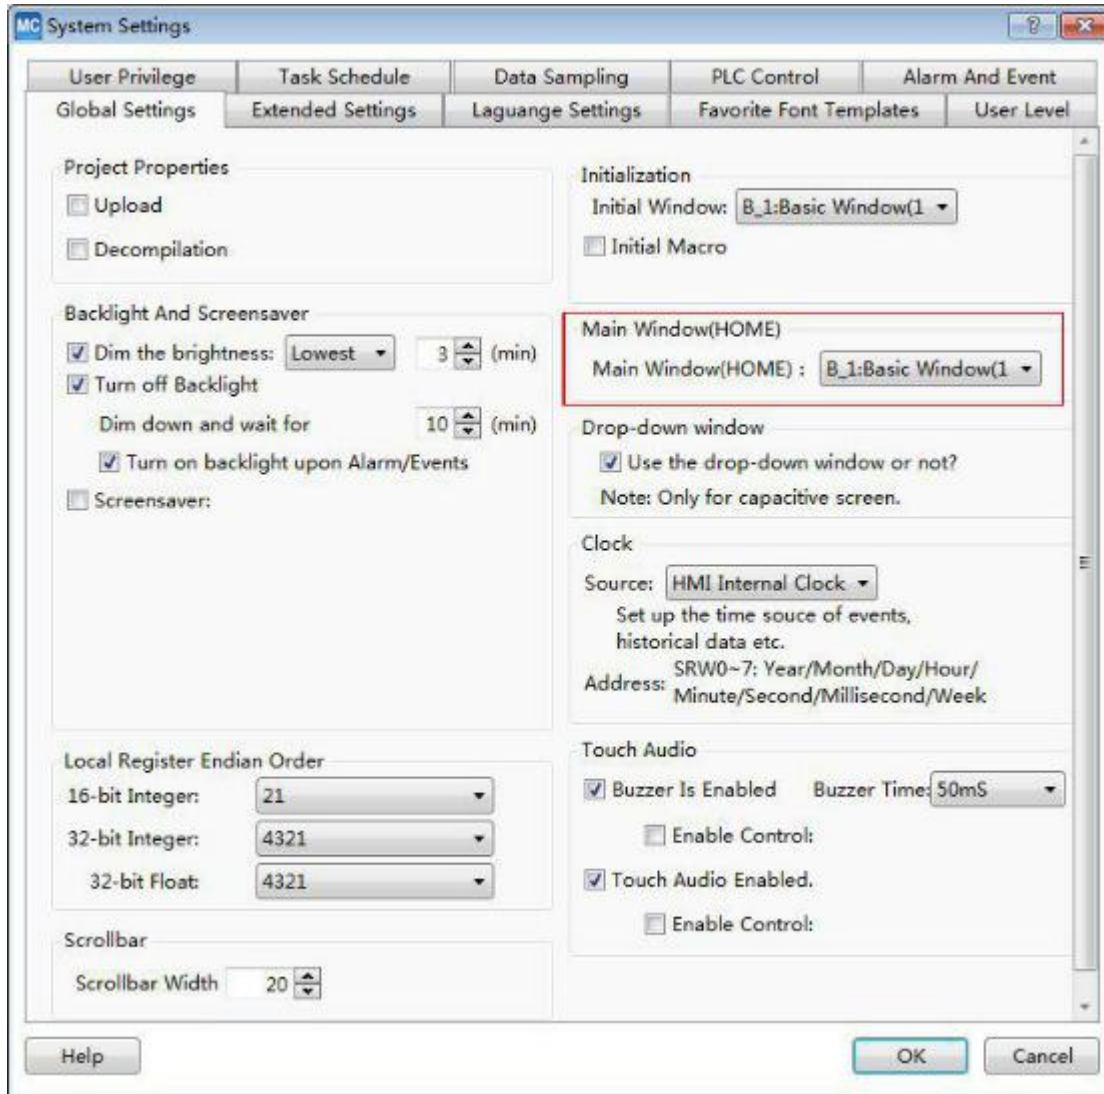 MC System Settings
User Privilege Task Schedule Data Sampling PLC Control Alarm And Event
Global Settings Extended Settings Laguange Settings Favorite Font Templates User Level
Project Properties
Upload
Decompilation
Backlight And Screensaver
Dim the brightness: Lowest 3 (min)
Turn off Backlight
Dim down and wait for 10 (min)
Turn on backlight upon Alarm/Events
Screensaver:
Local Register Endian Order
16-bit Integer: 21
32-bit Integer: 4321
32-bit Float: 4321
Scrollbar
Scrollbar Width 20
Initialization
Initial Window: B_1:Basic Window(1
Initial Macro
Main Window(HOME)
Main Window(HOME) : B_1:Basic Window(1
Drop-down window
Use the drop-down window or not?
Note: Only for capacitive screen.
Clock
Source: HMI Internal Clock
Set up the time souce of events,
historical data etc.
Address: SRW0~7: Year/Month/Day/Hour/
Minute/Second/Millisecond/Week
Touch Audio
Buzzer Is Enabled Buzzer Time: 50mS
Enable Control:
Touch Audio Enabled.
Enable Control:
Help OK Cancel